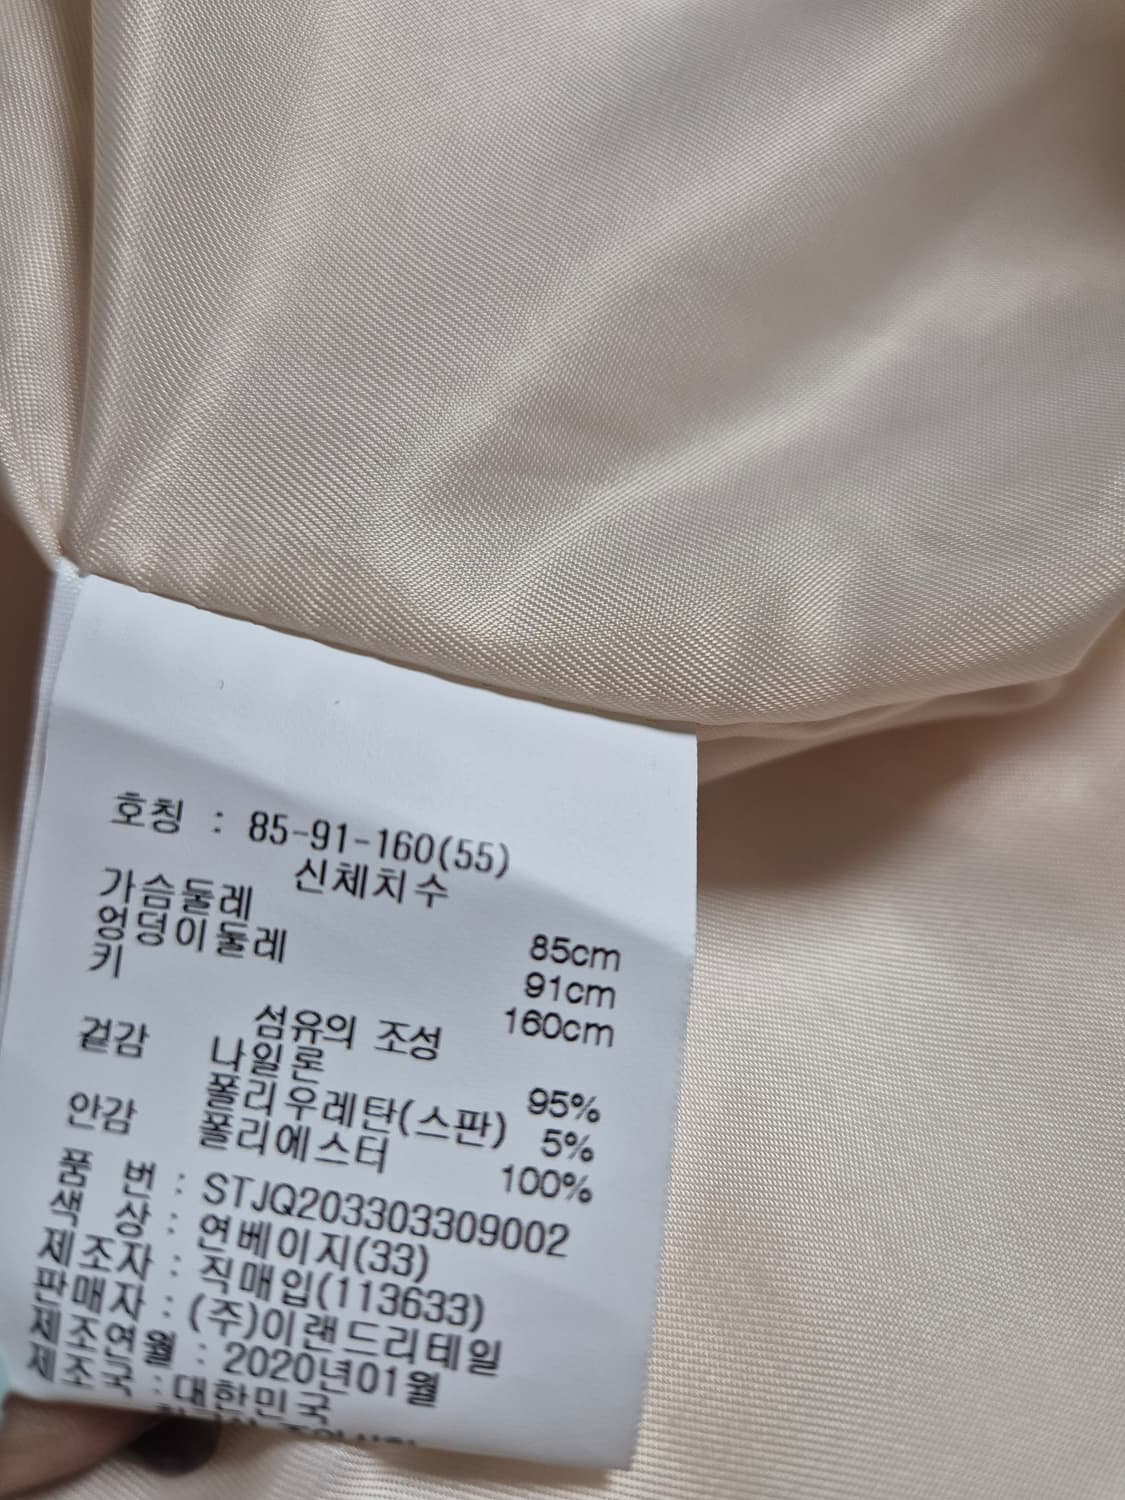 호칭 : 85-91-160(55)
신체치수
가슴둘레 85cm
엉덩이둘레 91cm
키 160cm
섬유의 조성
겉감 나일론 95%
폴리우레탄(스판) 5%
안감 폴리에스터 100%
품 번 : STJQ203303309002
색 상 : 연베이지(33)
제조자 : 직매입(113633)
판매자 : (주)이랜드리테일
제조연월 : 2020년01월
제조국 : 대한민국